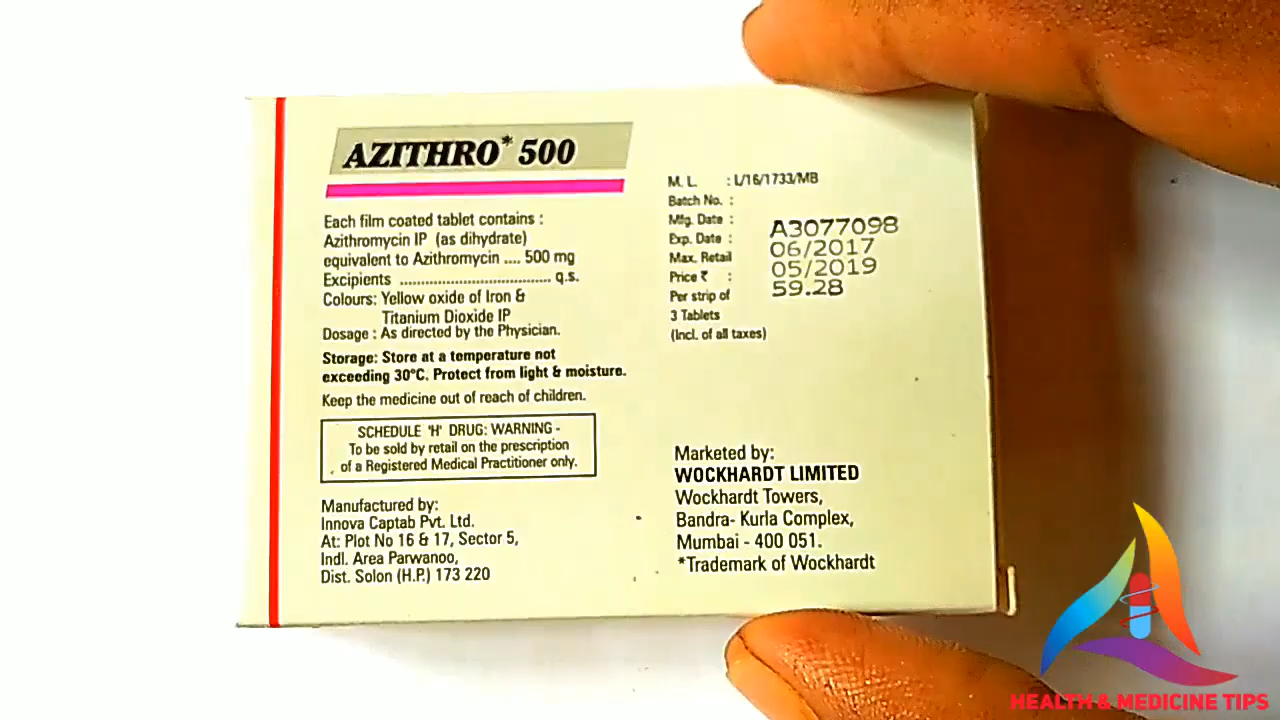 AZITHRO* 500
Each film coated tablet contains :
Azithromycin IP (as dihydrate)
equivalent to Azithromycin .... 500 mg
Excipients .................................... q.s.
Colours: Yellow oxide of Iron &
Titanium Dioxide IP
Dosage : As directed by the Physician.
Storage: Store at a temperature not
exceeding 30°C. Protect from light & moisture.
Keep the medicine out of reach of children.
SCHEDULE 'H' DRUG: WARNING -
To be sold by retail on the prescription
of a Registered Medical Practitioner only.
Manufactured by:
Innova Captab Pvt. Ltd.
At: Plot No 16 & 17, Sector 5,
Indl. Area Parwanoo,
Dist. Solon (H.P.) 173 220
M. L. : L/16/1733/MB
Batch No. :
Mfg. Date :
Exp. Date :
Max. Retail
Price ₹ :
Per strip of
3 Tablets
(Incl. of all taxes)
A3077098
06/2017
05/2019
59.28
Marketed by:
WOCKHARDT LIMITED
Wockhardt Towers,
Bandra- Kurla Complex,
Mumbai - 400 051.
*Trademark of Wockhardt
HEALTH & MEDICINE TIPS